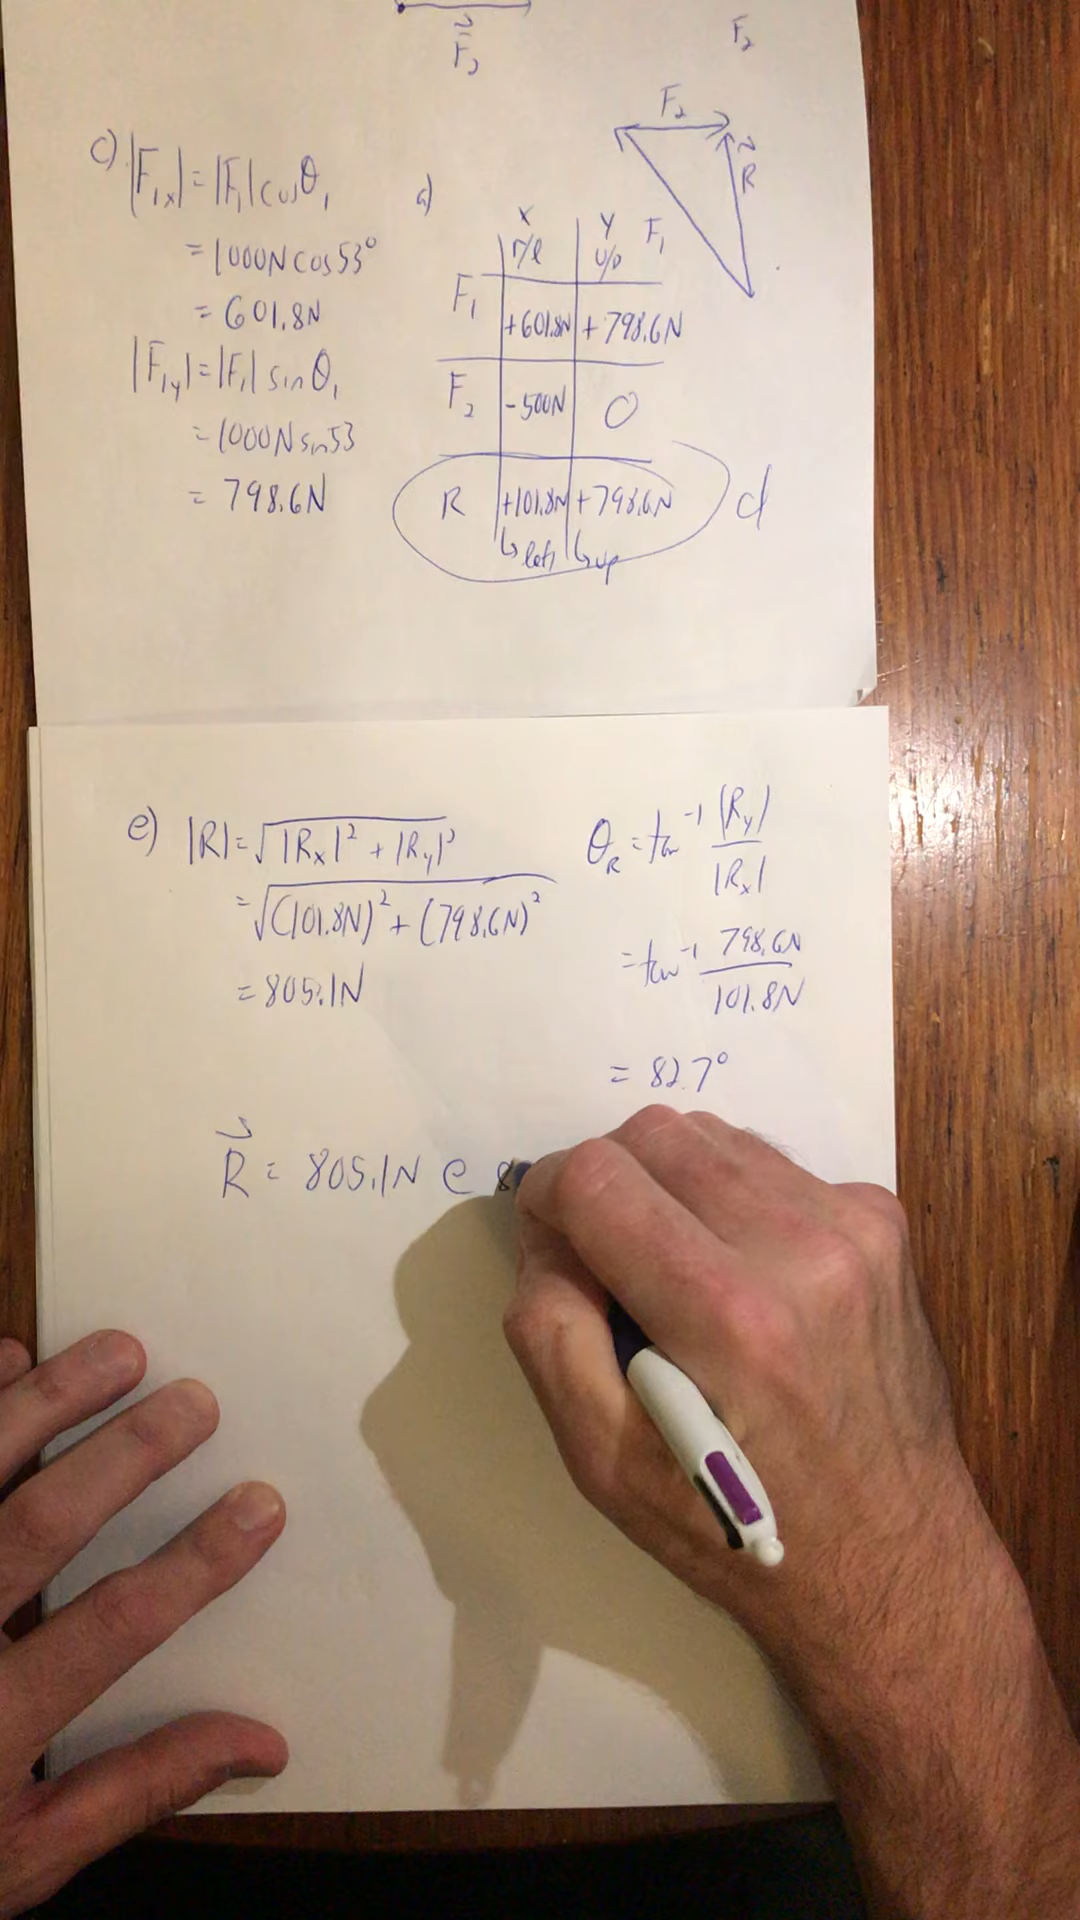 F₂
F₂
c) |F₁ₓ| = |F₁| cos θ₁
= 1000N cos 53°
= 601.8N
|F₁y| = |F₁| sin θ₁
= 1000N sin 53
= 798.6N
F₂
R
F₁
a)
x y
r/l u/D
F₁ +601.8N +798.6N
F₂ -500N 0
R +101.8N +798.6N d
↳ left ↳ up
e) |R| = √|Rₓ|² + |Ry|²
= √(101.8N)² + (798.6N)²
= 805.1N
θR = tan⁻¹ |Ry| / |Rₓ|
= tan⁻¹ 798.6N / 101.8N
= 82.7°
R = 805.1N @ 8